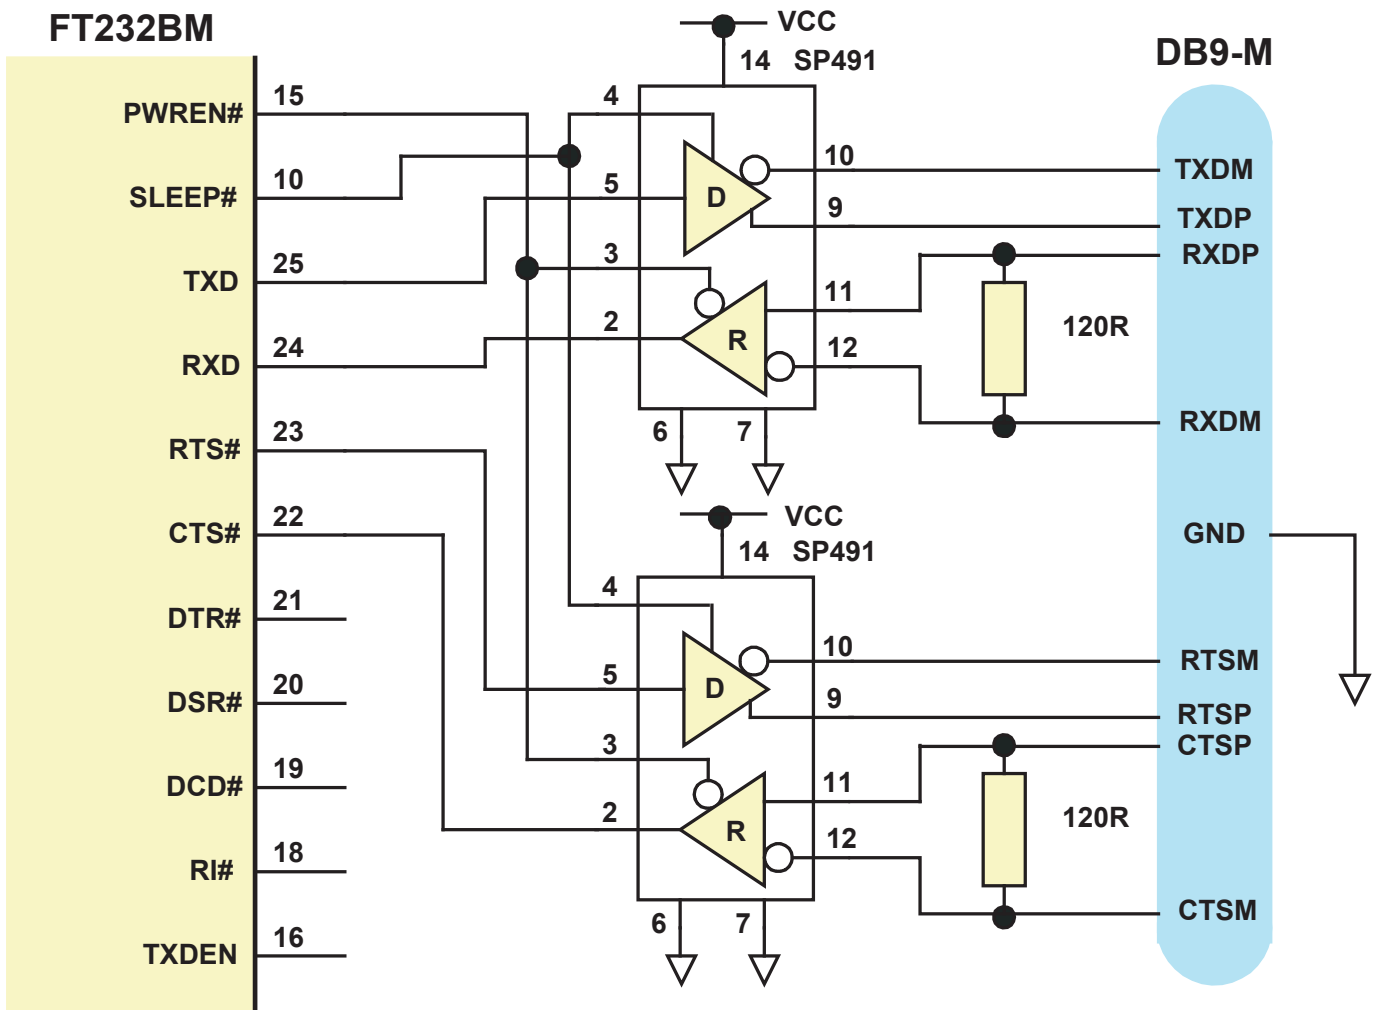 FT232BM
PWREN#
15
SLEEP#
10
TXD
25
RXD
24
RTS#
23
CTS#
22
DTR#
21
DSR#
20
DCD#
19
RI#
18
TXDEN
16
VCC
14 SP491
4
5
3
2
D
R
10
9
11
12
6
7
VCC
14 SP491
4
5
3
2
D
R
10
9
11
12
6
7
120R
120R
DB9-M
TXDM
TXDP
RXDP
RXDM
GND
RTSM
RTSP
CTSP
CTSM